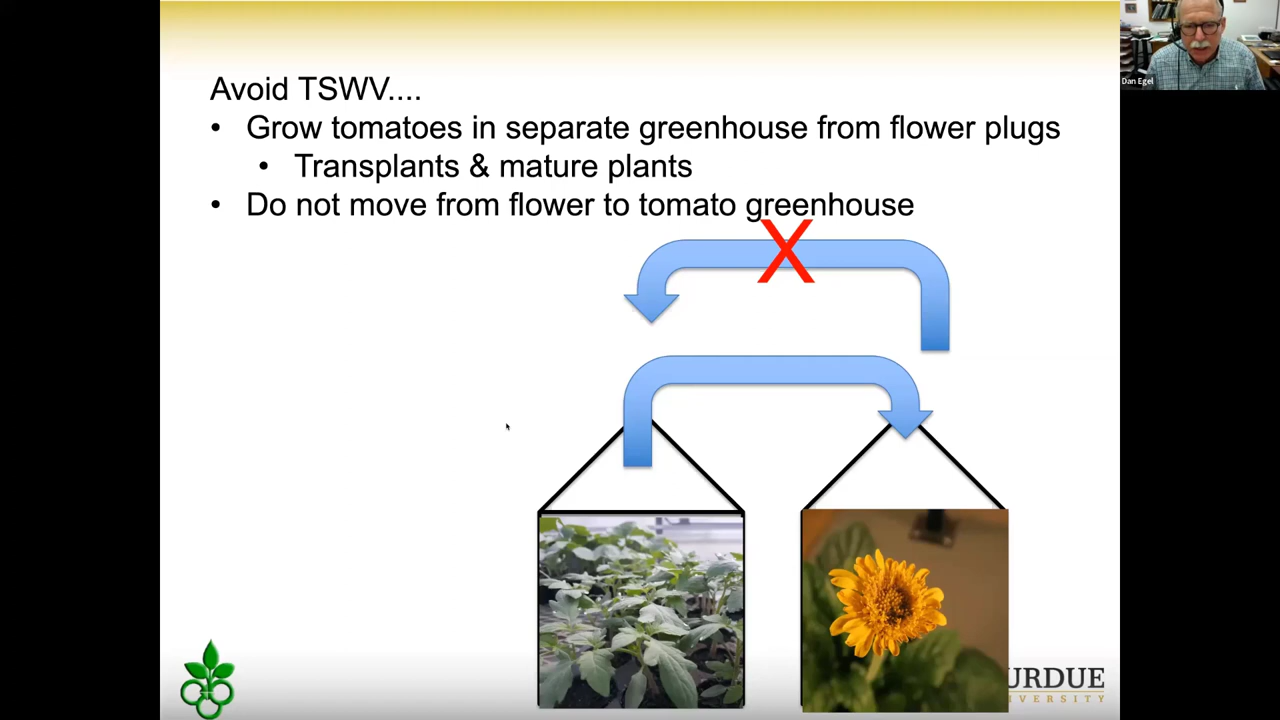 Dan Egel
Avoid TSWV....
• Grow tomatoes in separate greenhouse from flower plugs
• Transplants & mature plants
• Do not move from flower to tomato greenhouse
X
URDUE
NIVERSITY